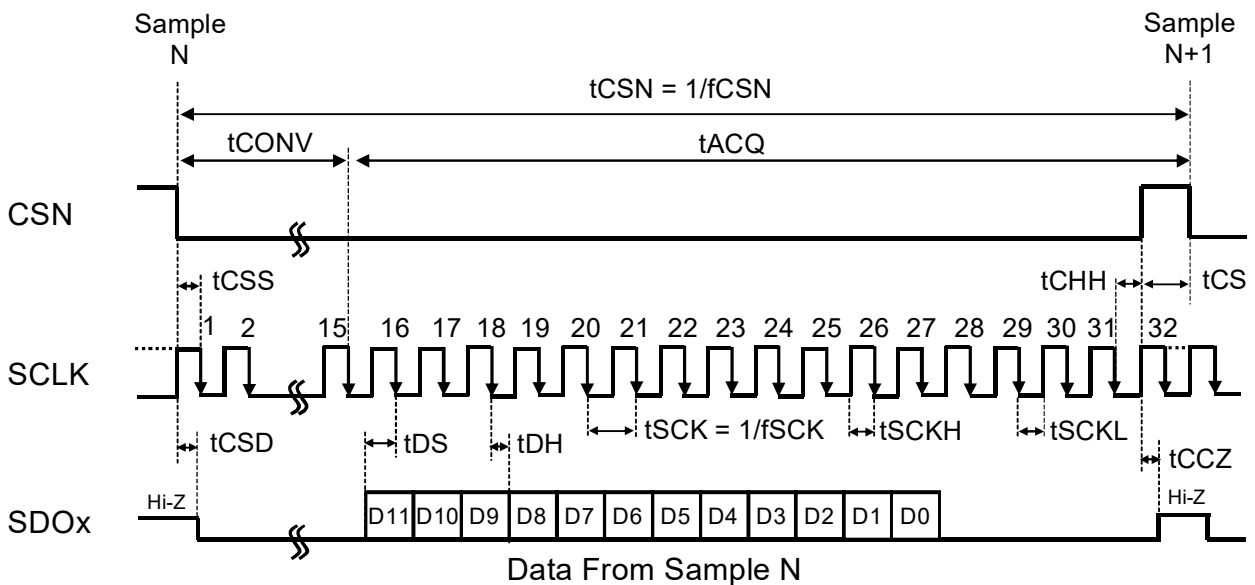 Sample
N
Sample
N+1
tCSN = 1/fCSN
tCONV
tACQ
CSN
tCSS
tCHH
tCS
1 2 15 16 17 18 19 20 21 22 23 24 25 26 27 28 29 30 31 32
SCLK
tCSD
tDS
tDH
tSCK = 1/fSCK
tSCKH
tSCKL
tCCZ
Hi-Z
Hi-Z
SDOx
D11 D10 D9 D8 D7 D6 D5 D4 D3 D2 D1 D0
Data From Sample N